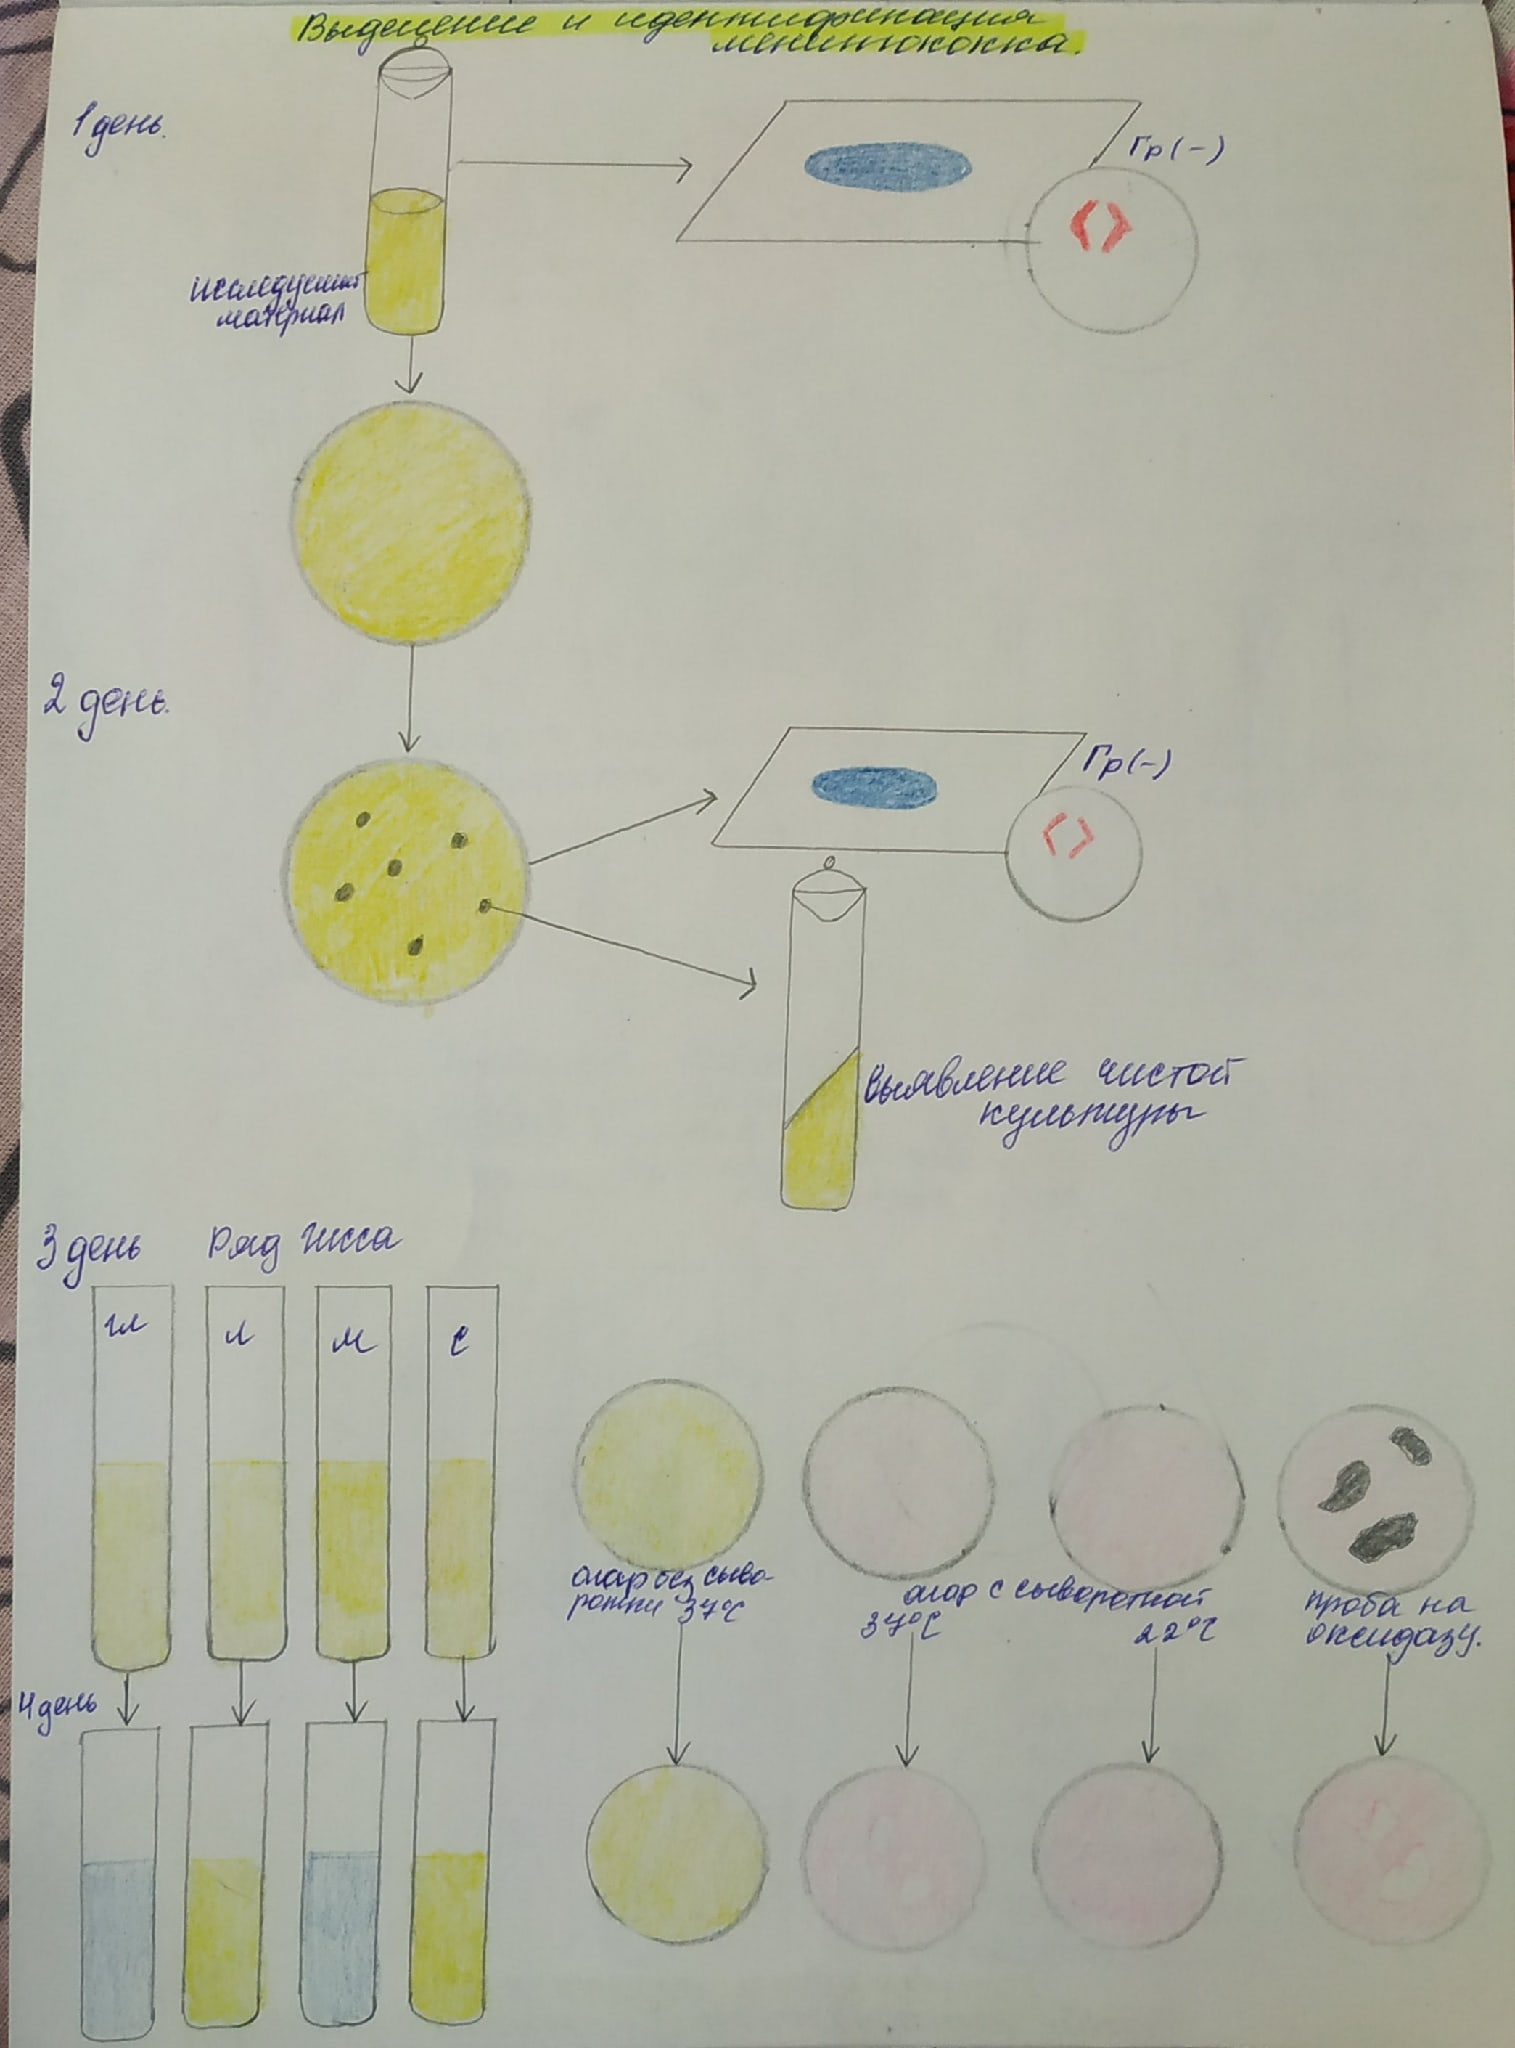 Выделение и идентификация
менингококка.
1 день.
Гр(-)
исследуемый
материал
2 день.
Гр(-)
Выявление чистой
культуры
3 день Ряд Гисса
гл л м с
агар без сыво-
ротки 37°С
агар с сывороткой
37°С 22°С
проба на
оксидазу.
4 день